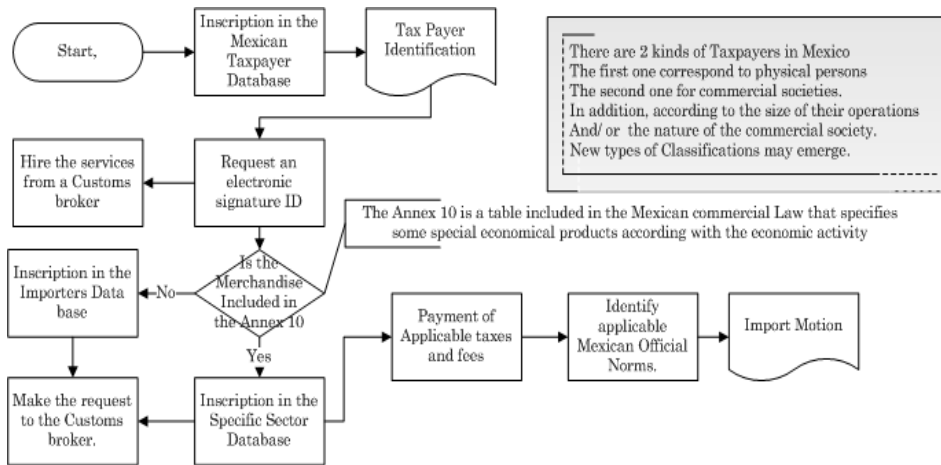 Start,
Inscription in the
Mexican
Taxpayer
Database
Tax Payer
Identification
There are 2 kinds of Taxpayers in Mexico
The first one correspond to physical persons
The second one for commercial societies.
In addition, according to the size of their operations
And/ or the nature of the commercial society.
New types of Classifications may emerge.
Hire the services
from a Customs
broker
Request an
electronic
signature ID
The Annex 10 is a table included in the Mexican commercial Law that specifies
some special economical products according with the economic activity
Inscription in the
Importers Data
base
No
Is the
Merchandise
Included in
the Annex 10
Yes
Payment of
Applicable taxes
and fees
Identify
applicable
Mexican Official
Norms.
Import Motion
Make the request
to the Customs
broker.
Inscription in the
Specific Sector
Database